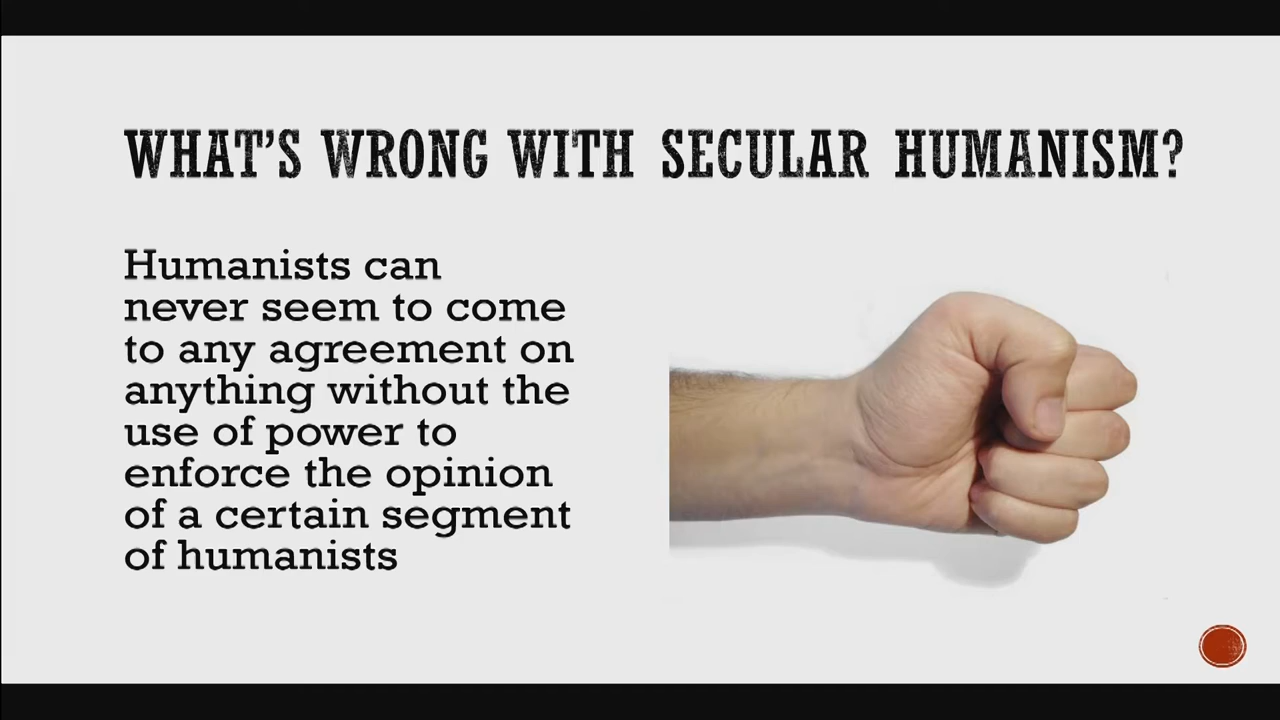 WHAT'S WRONG WITH SECULAR HUMANISM?
Humanists can
never seem to come
to any agreement on
anything without the
use of power to
enforce the opinion
of a certain segment
of humanists